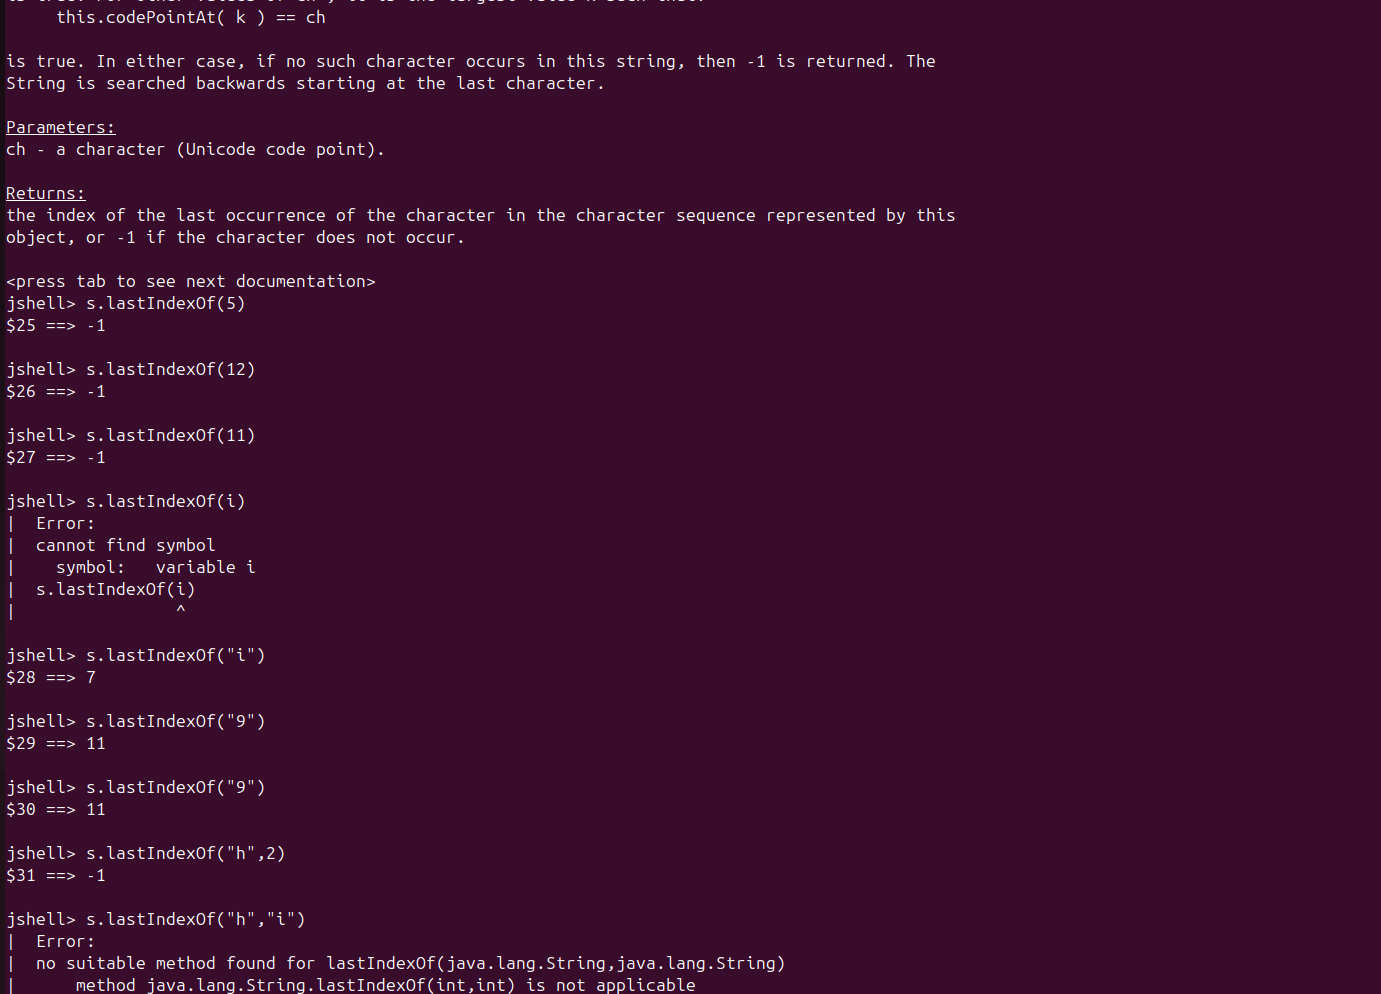 this.codePointAt( k ) == ch
is true. In either case, if no such character occurs in this string, then -1 is returned. The
String is searched backwards starting at the last character.
Parameters:
ch - a character (Unicode code point).
Returns:
the index of the last occurrence of the character in the character sequence represented by this
object, or -1 if the character does not occur.
<press tab to see next documentation>
jshell> s.lastIndexOf(5)
$25 ==> -1
jshell> s.lastIndexOf(12)
$26 ==> -1
jshell> s.lastIndexOf(11)
$27 ==> -1
jshell> s.lastIndexOf(i)
|  Error:
|  cannot find symbol
|    symbol:   variable i
|  s.lastIndexOf(i)
|                ^
jshell> s.lastIndexOf("i")
$28 ==> 7
jshell> s.lastIndexOf("9")
$29 ==> 11
jshell> s.lastIndexOf("9")
$30 ==> 11
jshell> s.lastIndexOf("h",2)
$31 ==> -1
jshell> s.lastIndexOf("h","i")
|  Error:
|  no suitable method found for lastIndexOf(java.lang.String,java.lang.String)
|      method java.lang.String.lastIndexOf(int,int) is not applicable